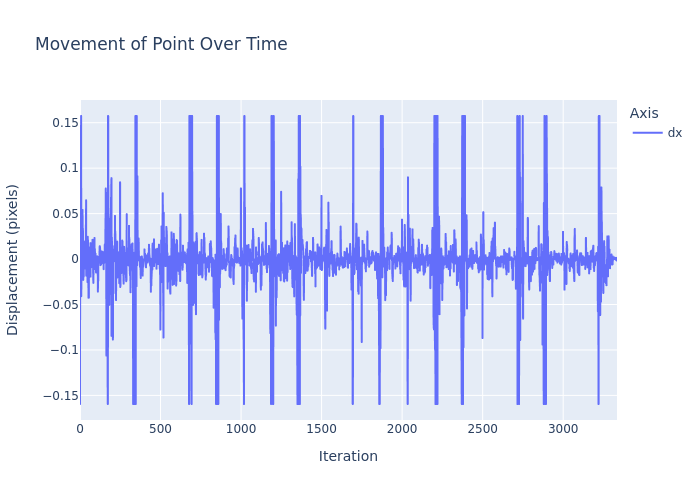 Movement of Point Over Time
Axis
dx
Displacement (pixels)
0.15
0.1
0.05
0
−0.05
−0.1
−0.15
0 500 1000 1500 2000 2500 3000
Iteration